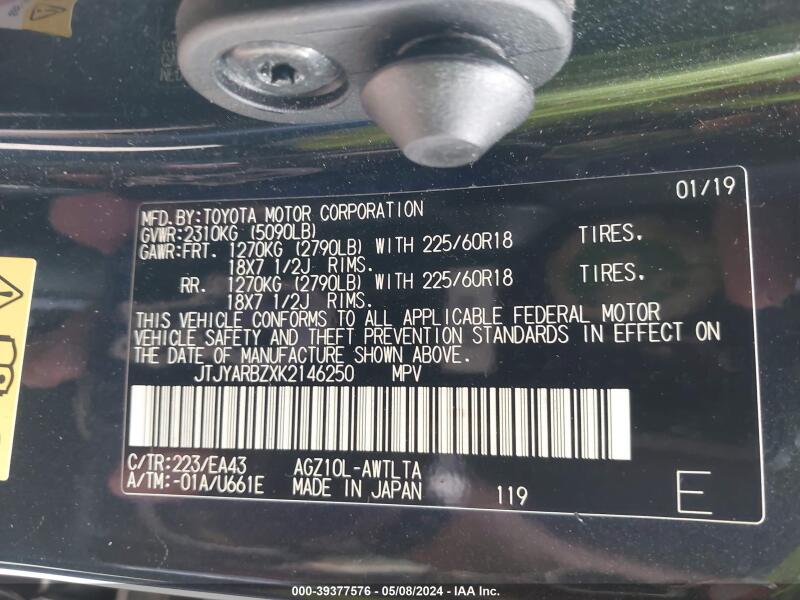 01/19
MFD.BY:TOYOTA MOTOR CORPORATION
GVWR:2310KG (5090LB)
GAWR:FRT. 1270KG (2790LB) WITH 225/60R18 TIRES.
18X7 1/2J RIMS.
RR. 1270KG (2790LB) WITH 225/60R18 TIRES.
18X7 1/2J RIMS.
THIS VEHICLE CONFORMS TO ALL APPLICABLE FEDERAL MOTOR
VEHICLE SAFETY AND THEFT PREVENTION STANDARDS IN EFFECT ON
THE DATE OF MANUFACTURE SHOWN ABOVE.
JTJYARBZXK2146250 MPV
C/TR:223/EA43 AGZ10L-AWTLTA
A/TM:-01A/U661E MADE IN JAPAN 119 E
000-39377576 - 05/08/2024 - IAA Inc.